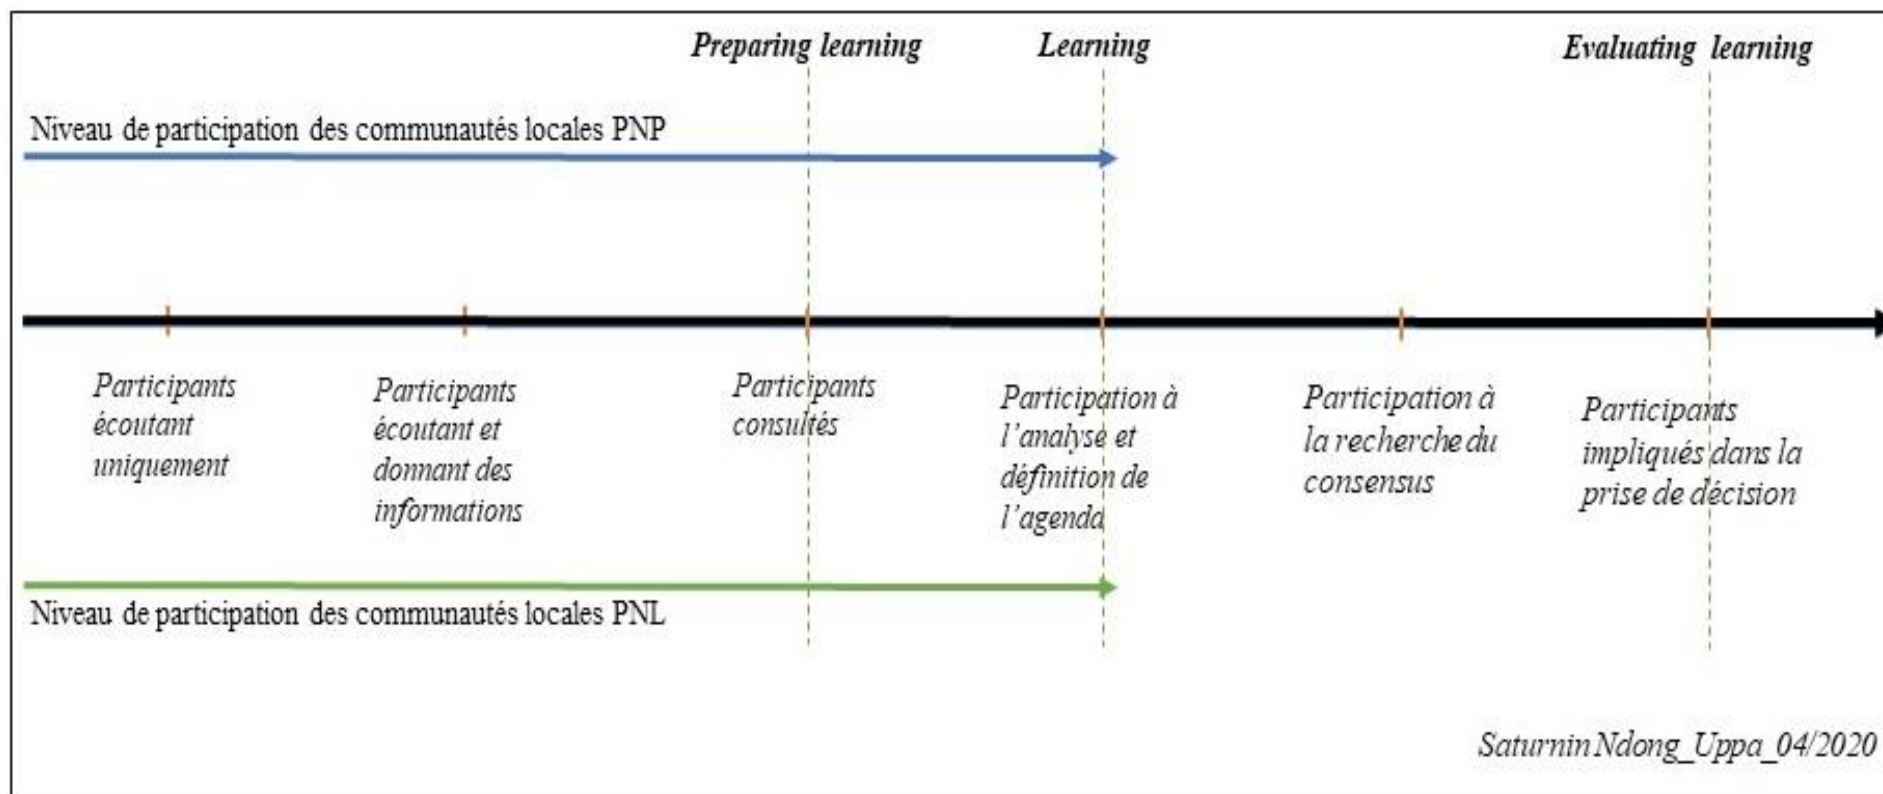 Preparing learning
Learning
Evaluating learning
Niveau de participation des communautés locales PNP
Participants
écoutant
uniquement
Participants
écoutant et
donnant des
informations
Participants
consultés
Participation à
l'analyse et
définition de
l'agenda
Participation à
la recherche du
consensus
Participants
impliqués dans la
prise de décision
Niveau de participation des communautés locales PNL
Saturnin Ndong_Uppa_04/2020